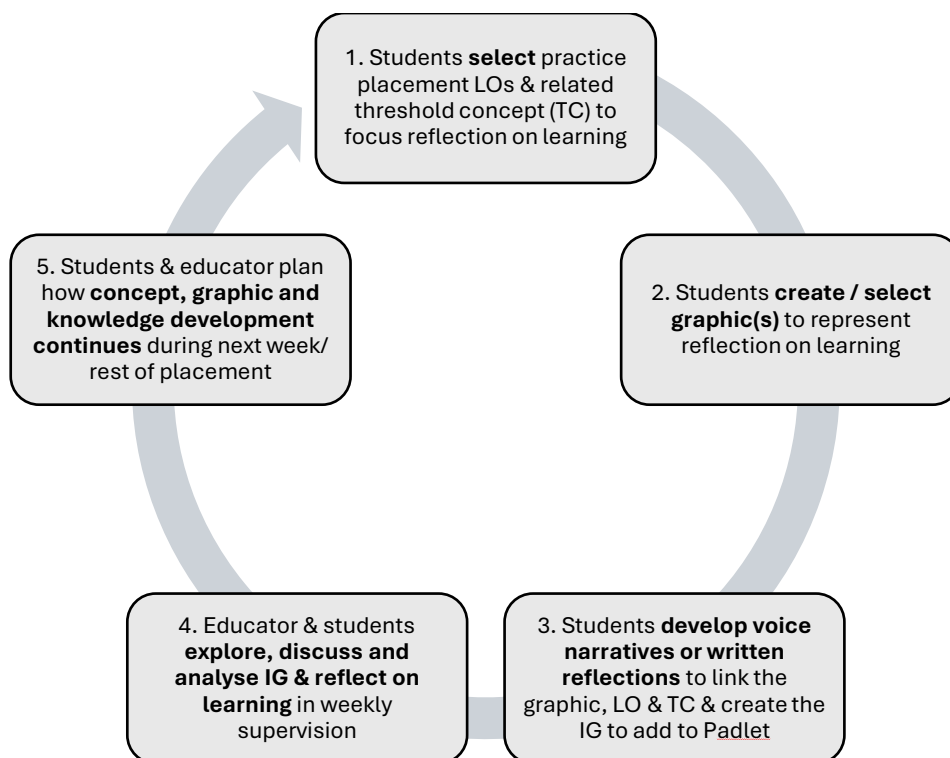 1. Students select practice
placement LOs & related
threshold concept (TC) to
focus reflection on learning
2. Students create / select
graphic(s) to represent
reflection on learning
3. Students develop voice
narratives or written
reflections to link the
graphic, LO & TC & create the
IG to add to Padlet
4. Educator & students
explore, discuss and
analyse IG & reflect on
learning in weekly
supervision
5. Students & educator plan
how concept, graphic and
knowledge development
continues during next week/
rest of placement